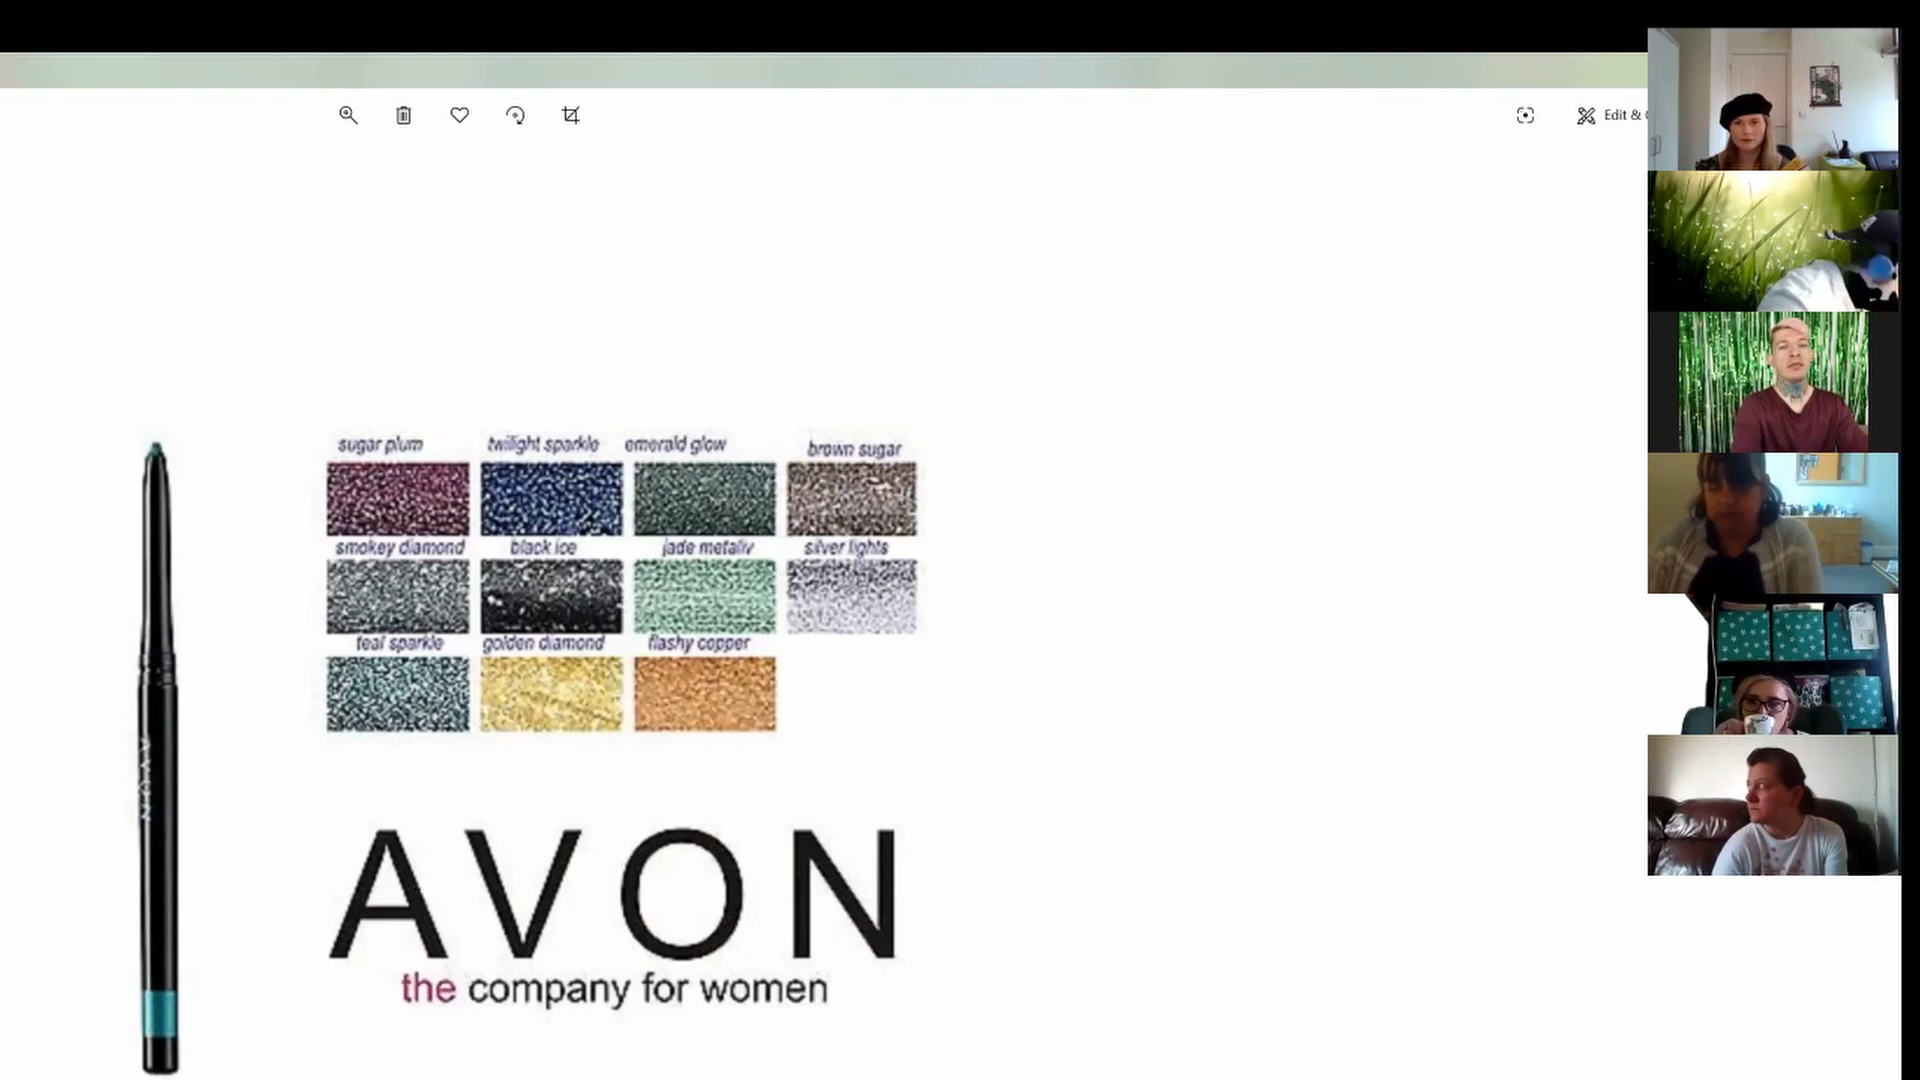 Edit &
sugar plum twilight sparkle emerald glow brown sugar
smokey diamond black ice jade metaliv silver lights
teal sparkle golden diamond flashy copper
AVON
AVON
the company for women